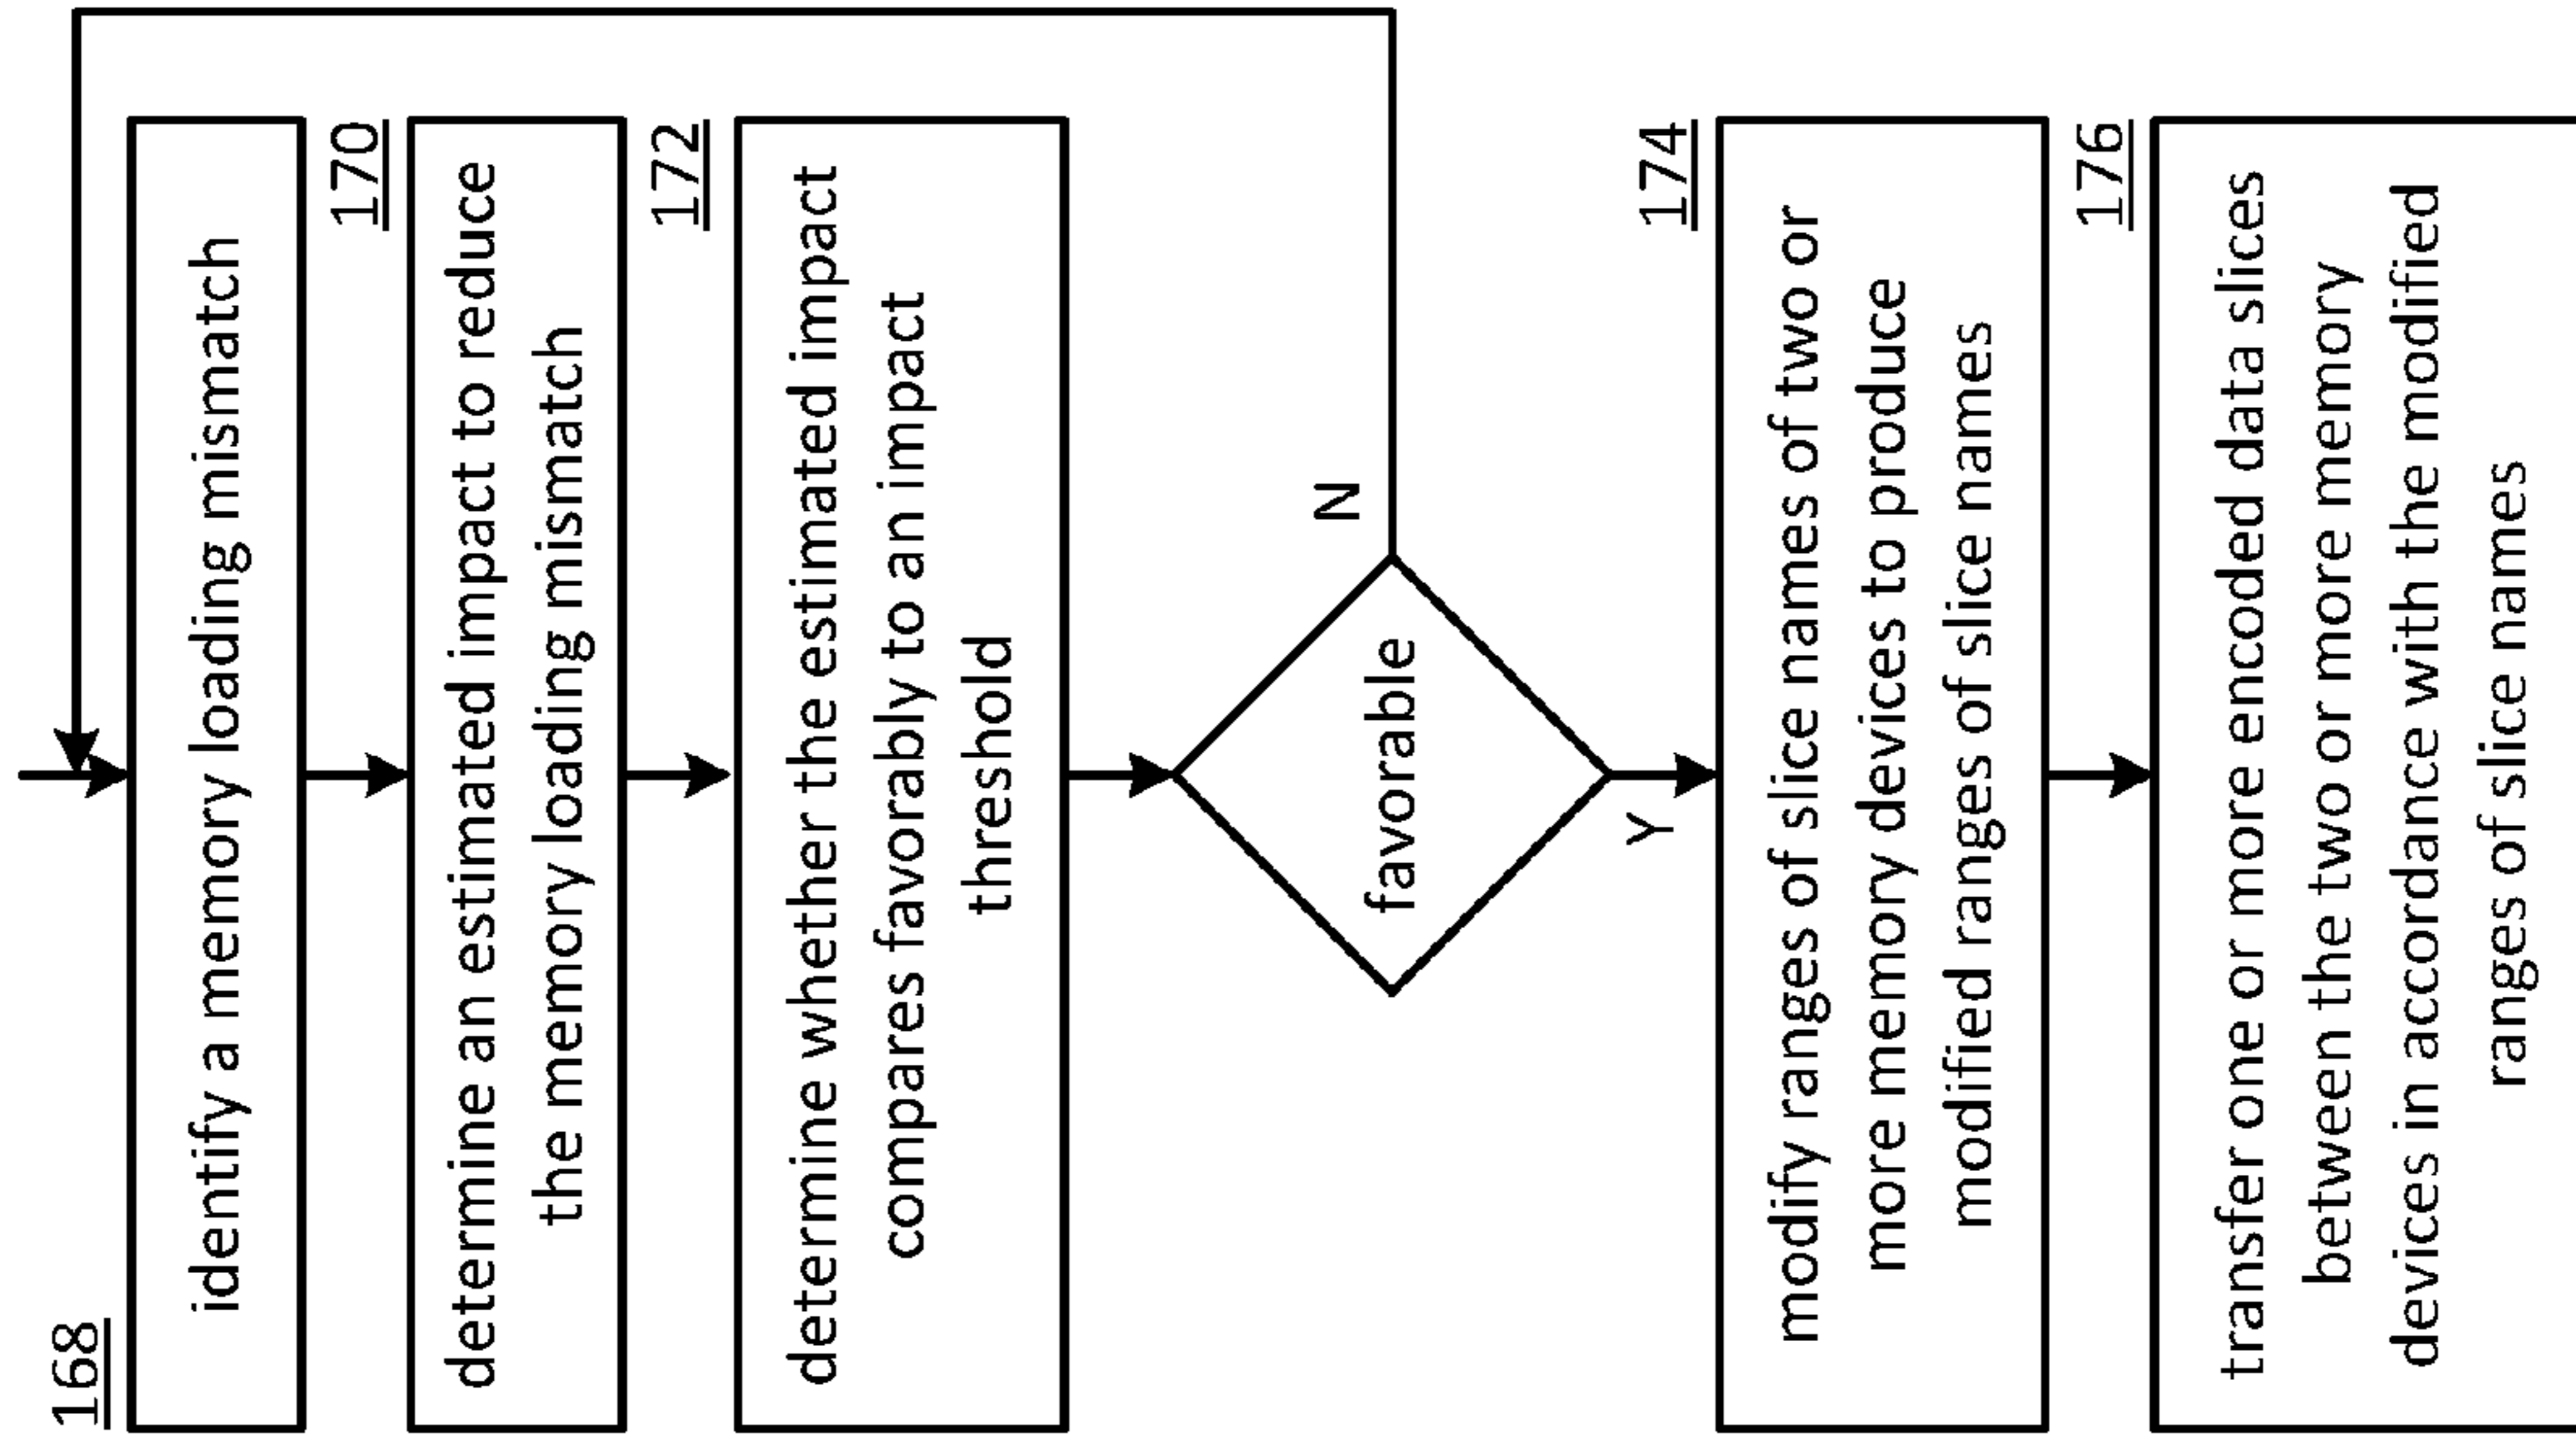 168
identify a memory loading mismatch
170
determine an estimated impact to reduce
the memory loading mismatch
172
determine whether the estimated impact
compares favorably to an impact
threshold
favorable
N
Y
174
modify ranges of slice names of two or
more memory devices to produce
modified ranges of slice names
176
transfer one or more encoded data slices
between the two or more memory
devices in accordance with the modified
ranges of slice names